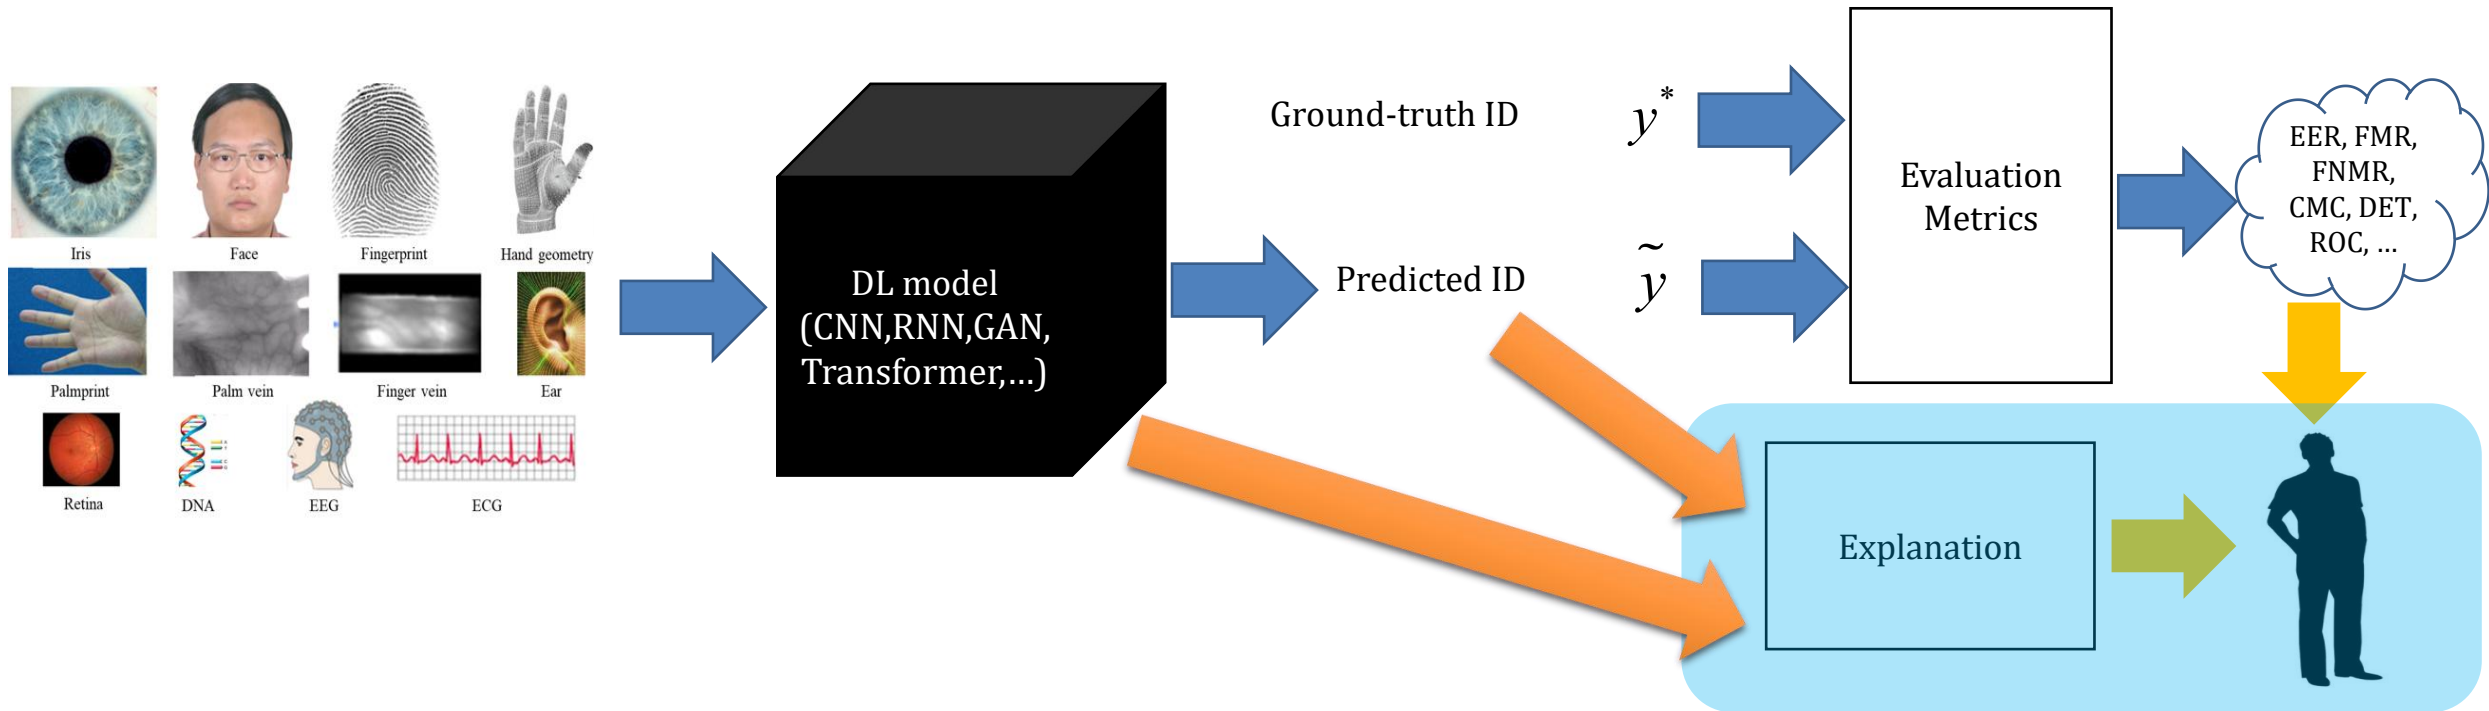 Iris
Face
Fingerprint
Hand geometry
Palmprint
Palm vein
Finger vein
Ear
Retina
DNA
EEG
ECG
DL model
(CNN,RNN,GAN,
Transformer,...)
Ground-truth ID
y*
Predicted ID
ỹ
Evaluation
Metrics
EER, FMR,
FNMR,
CMC, DET,
ROC, ...
Explanation